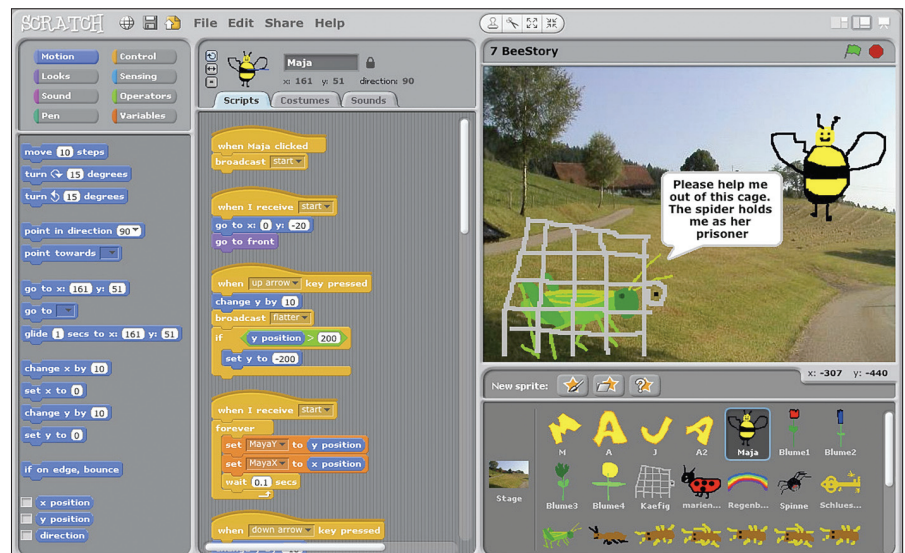 SCRATCH File Edit Share Help
Motion Control
Looks Sensing
Sound Operators
Pen Variables
move 10 steps
turn 15 degrees
turn 15 degrees
point in direction 90
point towards
go to x: 161 y: 51
go to
glide 1 secs to x: 161 y: 51
change x by 10
set x to 0
change y by 10
set y to 0
if on edge, bounce
x position
y position
direction
Maja
x: 161 y: 51 direction: 90
Scripts Costumes Sounds
when Maja clicked
broadcast start
when I receive start
go to x: 0 y: -20
go to front
when up arrow key pressed
change y by 10
broadcast flatter
if y position > 200
set y to -200
when I receive start
forever
set MayaY to y position
set MayaX to x position
wait 0.1 secs
when down arrow key pressed
change y by -10
7 BeeStory
Please help me
out of this cage.
The spider holds
me as her
prisoner
x: -307 y: -440
New sprite:
Stage
M A J A2 Maja Blume1 Blume2
Blume3 Blume4 Kaefig marien... Regenb... Spinne Schlues...